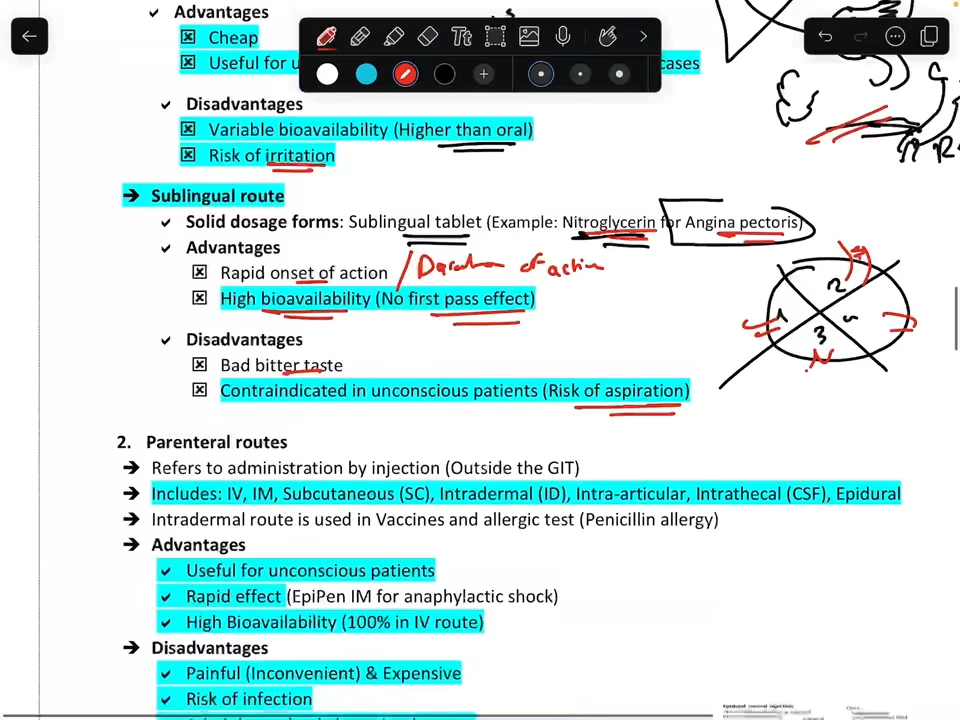 Advantages
Cheap
Useful for u
cases
Tt
Disadvantages
Variable bioavailability (Higher than oral)
Risk of irritation
Sublingual route
Solid dosage forms: Sublingual tablet (Example: Nitroglycerin for Angina pectoris)
Advantages
Rapid onset of action / Duration of action
High bioavailability (No first pass effect)
2
3
Disadvantages
Bad bitter taste
Contraindicated in unconscious patients (Risk of aspiration)
2. Parenteral routes
Refers to administration by injection (Outside the GIT)
Includes: IV, IM, Subcutaneous (SC), Intradermal (ID), Intra-articular, Intrathecal (CSF), Epidural
Intradermal route is used in Vaccines and allergic test (Penicillin allergy)
Advantages
Useful for unconscious patients
Rapid effect (EpiPen IM for anaphylactic shock)
High Bioavailability (100% in IV route)
Disadvantages
Painful (Inconvenient) & Expensive
Risk of infection